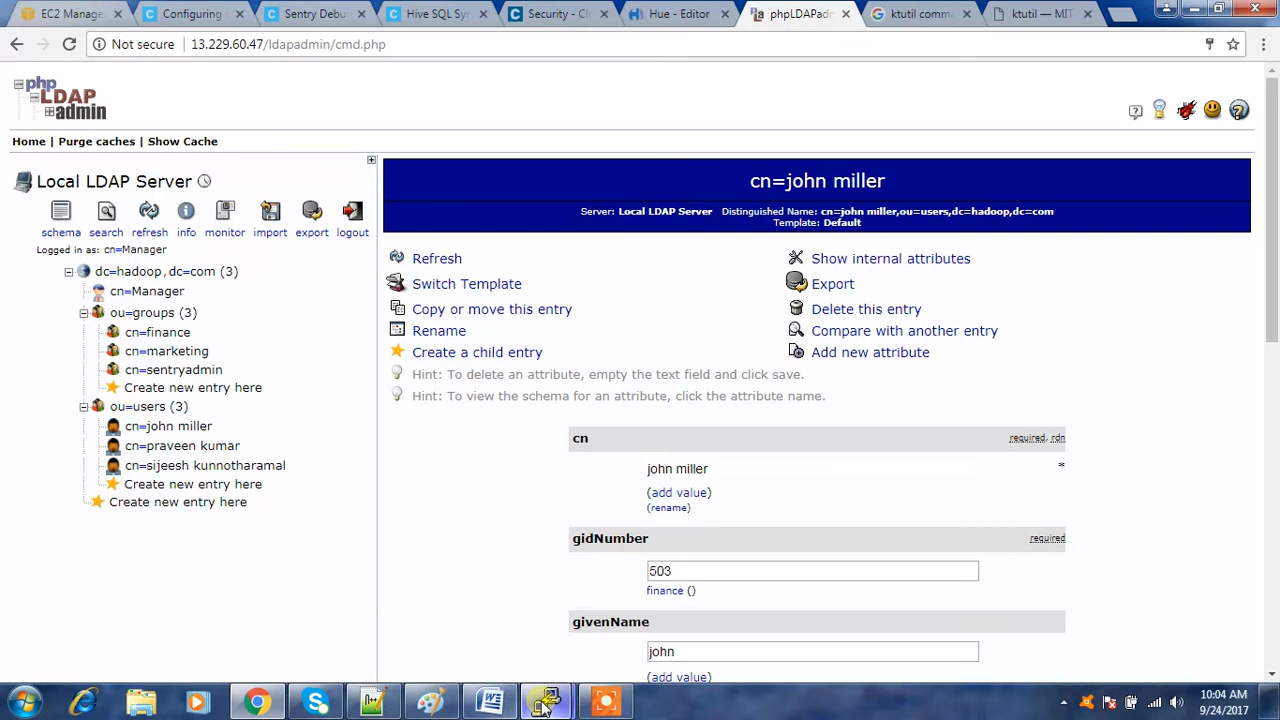 EC2 Manage
Configuring
Sentry Debu
Hive SQL Sy
Security - Clo
Hue - Editor
phpLDAPadm
ktutil comma
ktutil — MIT
Not secure 13.229.60.47/ldapadmin/cmd.php
php
LDAP
admin
Home | Purge caches | Show Cache
Local LDAP Server
schema search refresh info monitor import export logout
Logged in as: cn=Manager
dc=hadoop,dc=com (3)
cn=Manager
ou=groups (3)
cn=finance
cn=marketing
cn=sentryadmin
Create new entry here
ou=users (3)
cn=john miller
cn=praveen kumar
cn=sijeesh kunnotharamal
Create new entry here
Create new entry here
cn=john miller
Server: Local LDAP Server Distinguished Name: cn=john miller,ou=users,dc=hadoop,dc=com
Template: Default
Refresh Show internal attributes
Switch Template Export
Copy or move this entry Delete this entry
Rename Compare with another entry
Create a child entry Add new attribute
Hint: To delete an attribute, empty the text field and click save.
Hint: To view the schema for an attribute, click the attribute name.
cn required, rdn
john miller *
(add value)
(rename)
gidNumber required
503
finance ()
givenName
john
(add value)
10:04 AM
9/24/2017